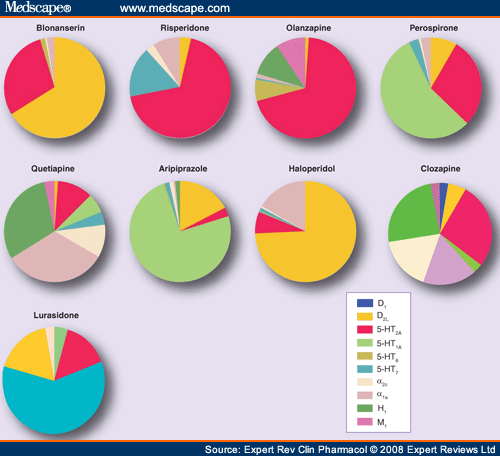 Medscape® www.medscape.com
Blonanserin Risperidone Olanzapine Perospirone
Quetiapine Aripiprazole Haloperidol Clozapine
Lurasidone
D1
D2L
5-HT2A
5-HT1A
5-HT6
5-HT7
α2c
α1a
H1
M1
Source: Expert Rev Clin Pharmacol © 2008 Expert Reviews Ltd